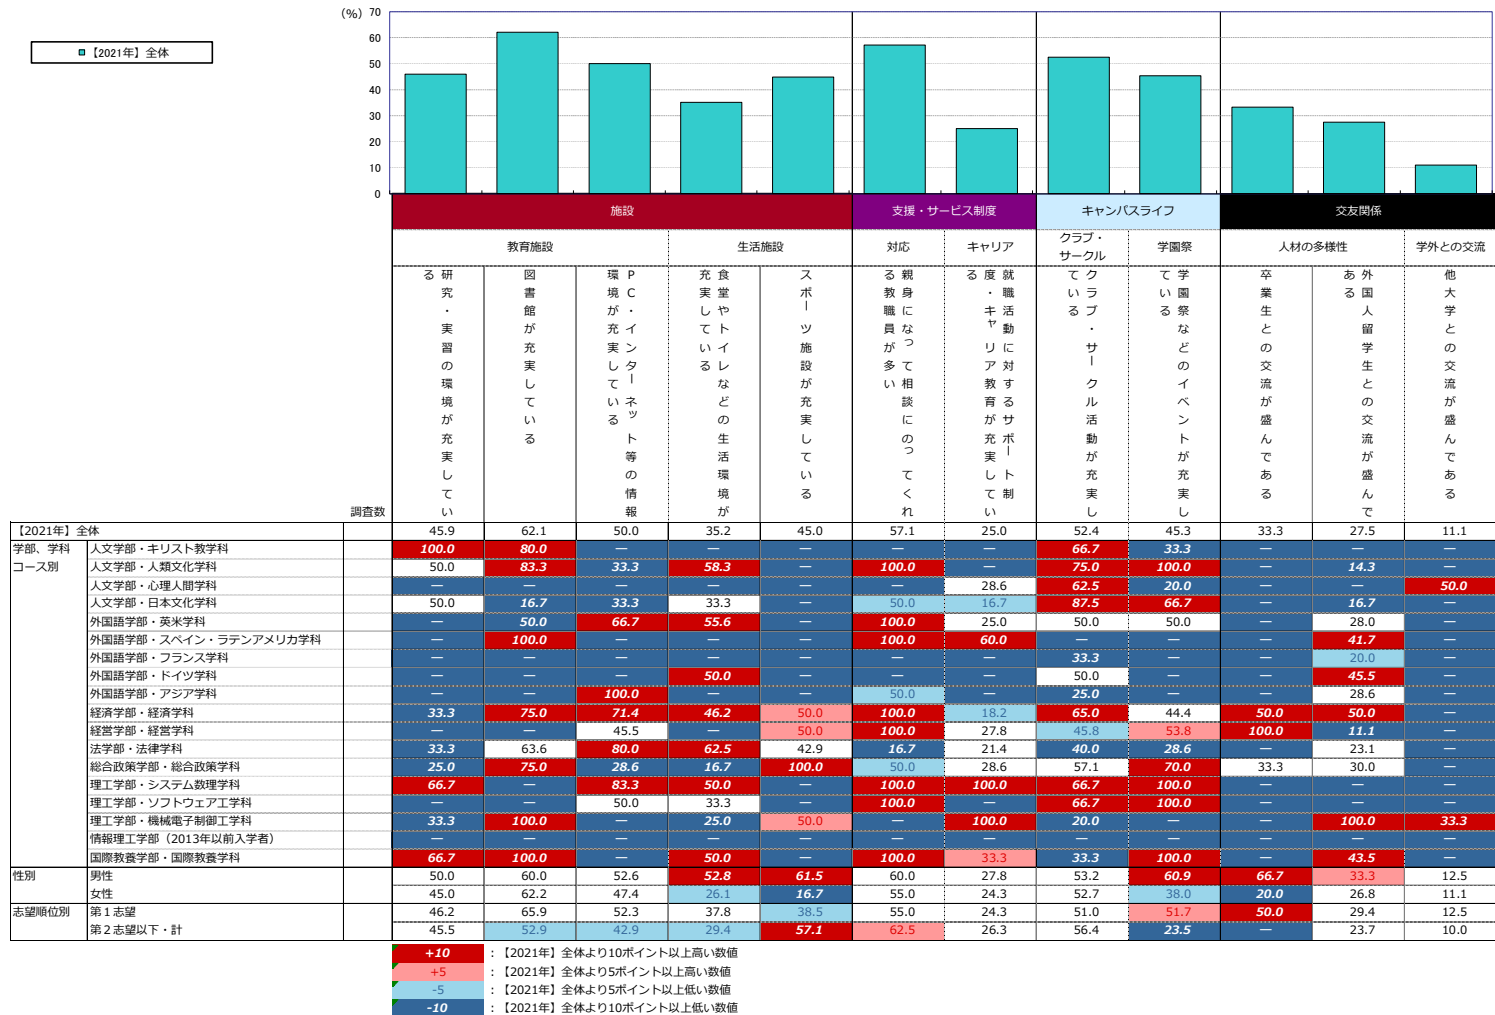 (%)
70
60
50
40
30
20
10
0
【2021年】全体
施設
支援・サービス制度
キャンパスライフ
交友関係
教育施設
生活施設
対応
キャリア
クラブ・
サークル
学園祭
人材の多様性
学外との交流
研究・実習の環境が充実してい
る
図書館が充実している
PC・インターネット等の情報
環境が充実している
食堂やトイレなどの生活環境が
充実している
スポーツ施設が充実している
親身になって相談にのってくれ
る教職員が多い
就職活動に対するサポート制
度・キャリア教育が充実してい
る
クラブ・サークル活動が充実し
ている
学園祭などのイベントが充実し
ている
卒業生との交流が盛んである
外国人留学生との交流が盛んで
ある
他大学との交流が盛んである
調査数
【2021年】全体 45.9 62.1 50.0 35.2 45.0 57.1 25.0 52.4 45.3 33.3 27.5 11.1
学部、学科 人文学部・キリスト教学科 100.0 80.0 — — — — — 66.7 33.3 — — —
コース別 人文学部・人類文化学科 50.0 83.3 33.3 58.3 — 100.0 — 75.0 100.0 — 14.3 —
人文学部・心理人間学科 — — — — — — 28.6 62.5 20.0 — — 50.0
人文学部・日本文化学科 50.0 16.7 33.3 33.3 — 50.0 16.7 87.5 66.7 — 16.7 —
外国語学部・英米学科 — 50.0 66.7 55.6 — 100.0 25.0 50.0 50.0 — 28.0 —
外国語学部・スペイン・ラテンアメリカ学科 — 100.0 — — — 100.0 60.0 — — — 41.7 —
外国語学部・フランス学科 — — — — — — — 33.3 — — 20.0 —
外国語学部・ドイツ学科 — — — 50.0 — — — 50.0 — — 45.5 —
外国語学部・アジア学科 — — 100.0 — — 50.0 — 25.0 — — 28.6 —
経済学部・経済学科 33.3 75.0 71.4 46.2 50.0 100.0 18.2 65.0 44.4 50.0 50.0 —
経営学部・経営学科 — — 45.5 — 50.0 100.0 27.8 45.8 53.8 100.0 11.1 —
法学部・法律学科 33.3 63.6 80.0 62.5 42.9 16.7 21.4 40.0 28.6 — 23.1 —
総合政策学部・総合政策学科 25.0 75.0 28.6 16.7 100.0 50.0 28.6 57.1 70.0 33.3 30.0 —
理工学部・システム数理学科 66.7 — 83.3 50.0 — 100.0 100.0 66.7 100.0 — — —
理工学部・ソフトウェア工学科 — — 50.0 33.3 — 100.0 — 66.7 100.0 — — —
理工学部・機械電子制御工学科 33.3 100.0 — 25.0 50.0 — 100.0 20.0 — — 100.0 33.3
情報理工学部（2013年以前入学者） — — — — — — — — — — — —
国際教養学部・国際教養学科 66.7 100.0 — 50.0 — 100.0 33.3 33.3 100.0 — 43.5 —
性別 男性 50.0 60.0 52.6 52.8 61.5 60.0 27.8 53.2 60.9 66.7 33.3 12.5
女性 45.0 62.2 47.4 26.1 16.7 55.0 24.3 52.7 38.0 20.0 26.8 11.1
志望順位別 第１志望 46.2 65.9 52.3 37.8 38.5 55.0 24.3 51.0 51.7 50.0 29.4 12.5
第２志望以下・計 45.5 52.9 42.9 29.4 57.1 62.5 26.3 56.4 23.5 — 23.7 10.0
+10 ：【2021年】全体より10ポイント以上高い数値
+5 ：【2021年】全体より5ポイント以上高い数値
-5 ：【2021年】全体より5ポイント以上低い数値
-10 ：【2021年】全体より10ポイント以上低い数値